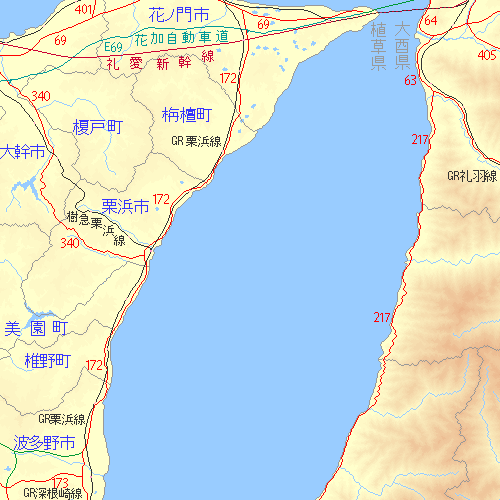 401
花ノ門市
69
69
64
花加自動車道
E69
大西県
植草県
405
礼愛新幹線
172
63
340
栴檀町
榎戸町
GR栗浜線
217
大幹市
GR礼羽線
172
栗浜市
樹急栗浜線
340
217
美園町
椎野町
172
GR栗浜線
波多野市
173
GR深根崎線